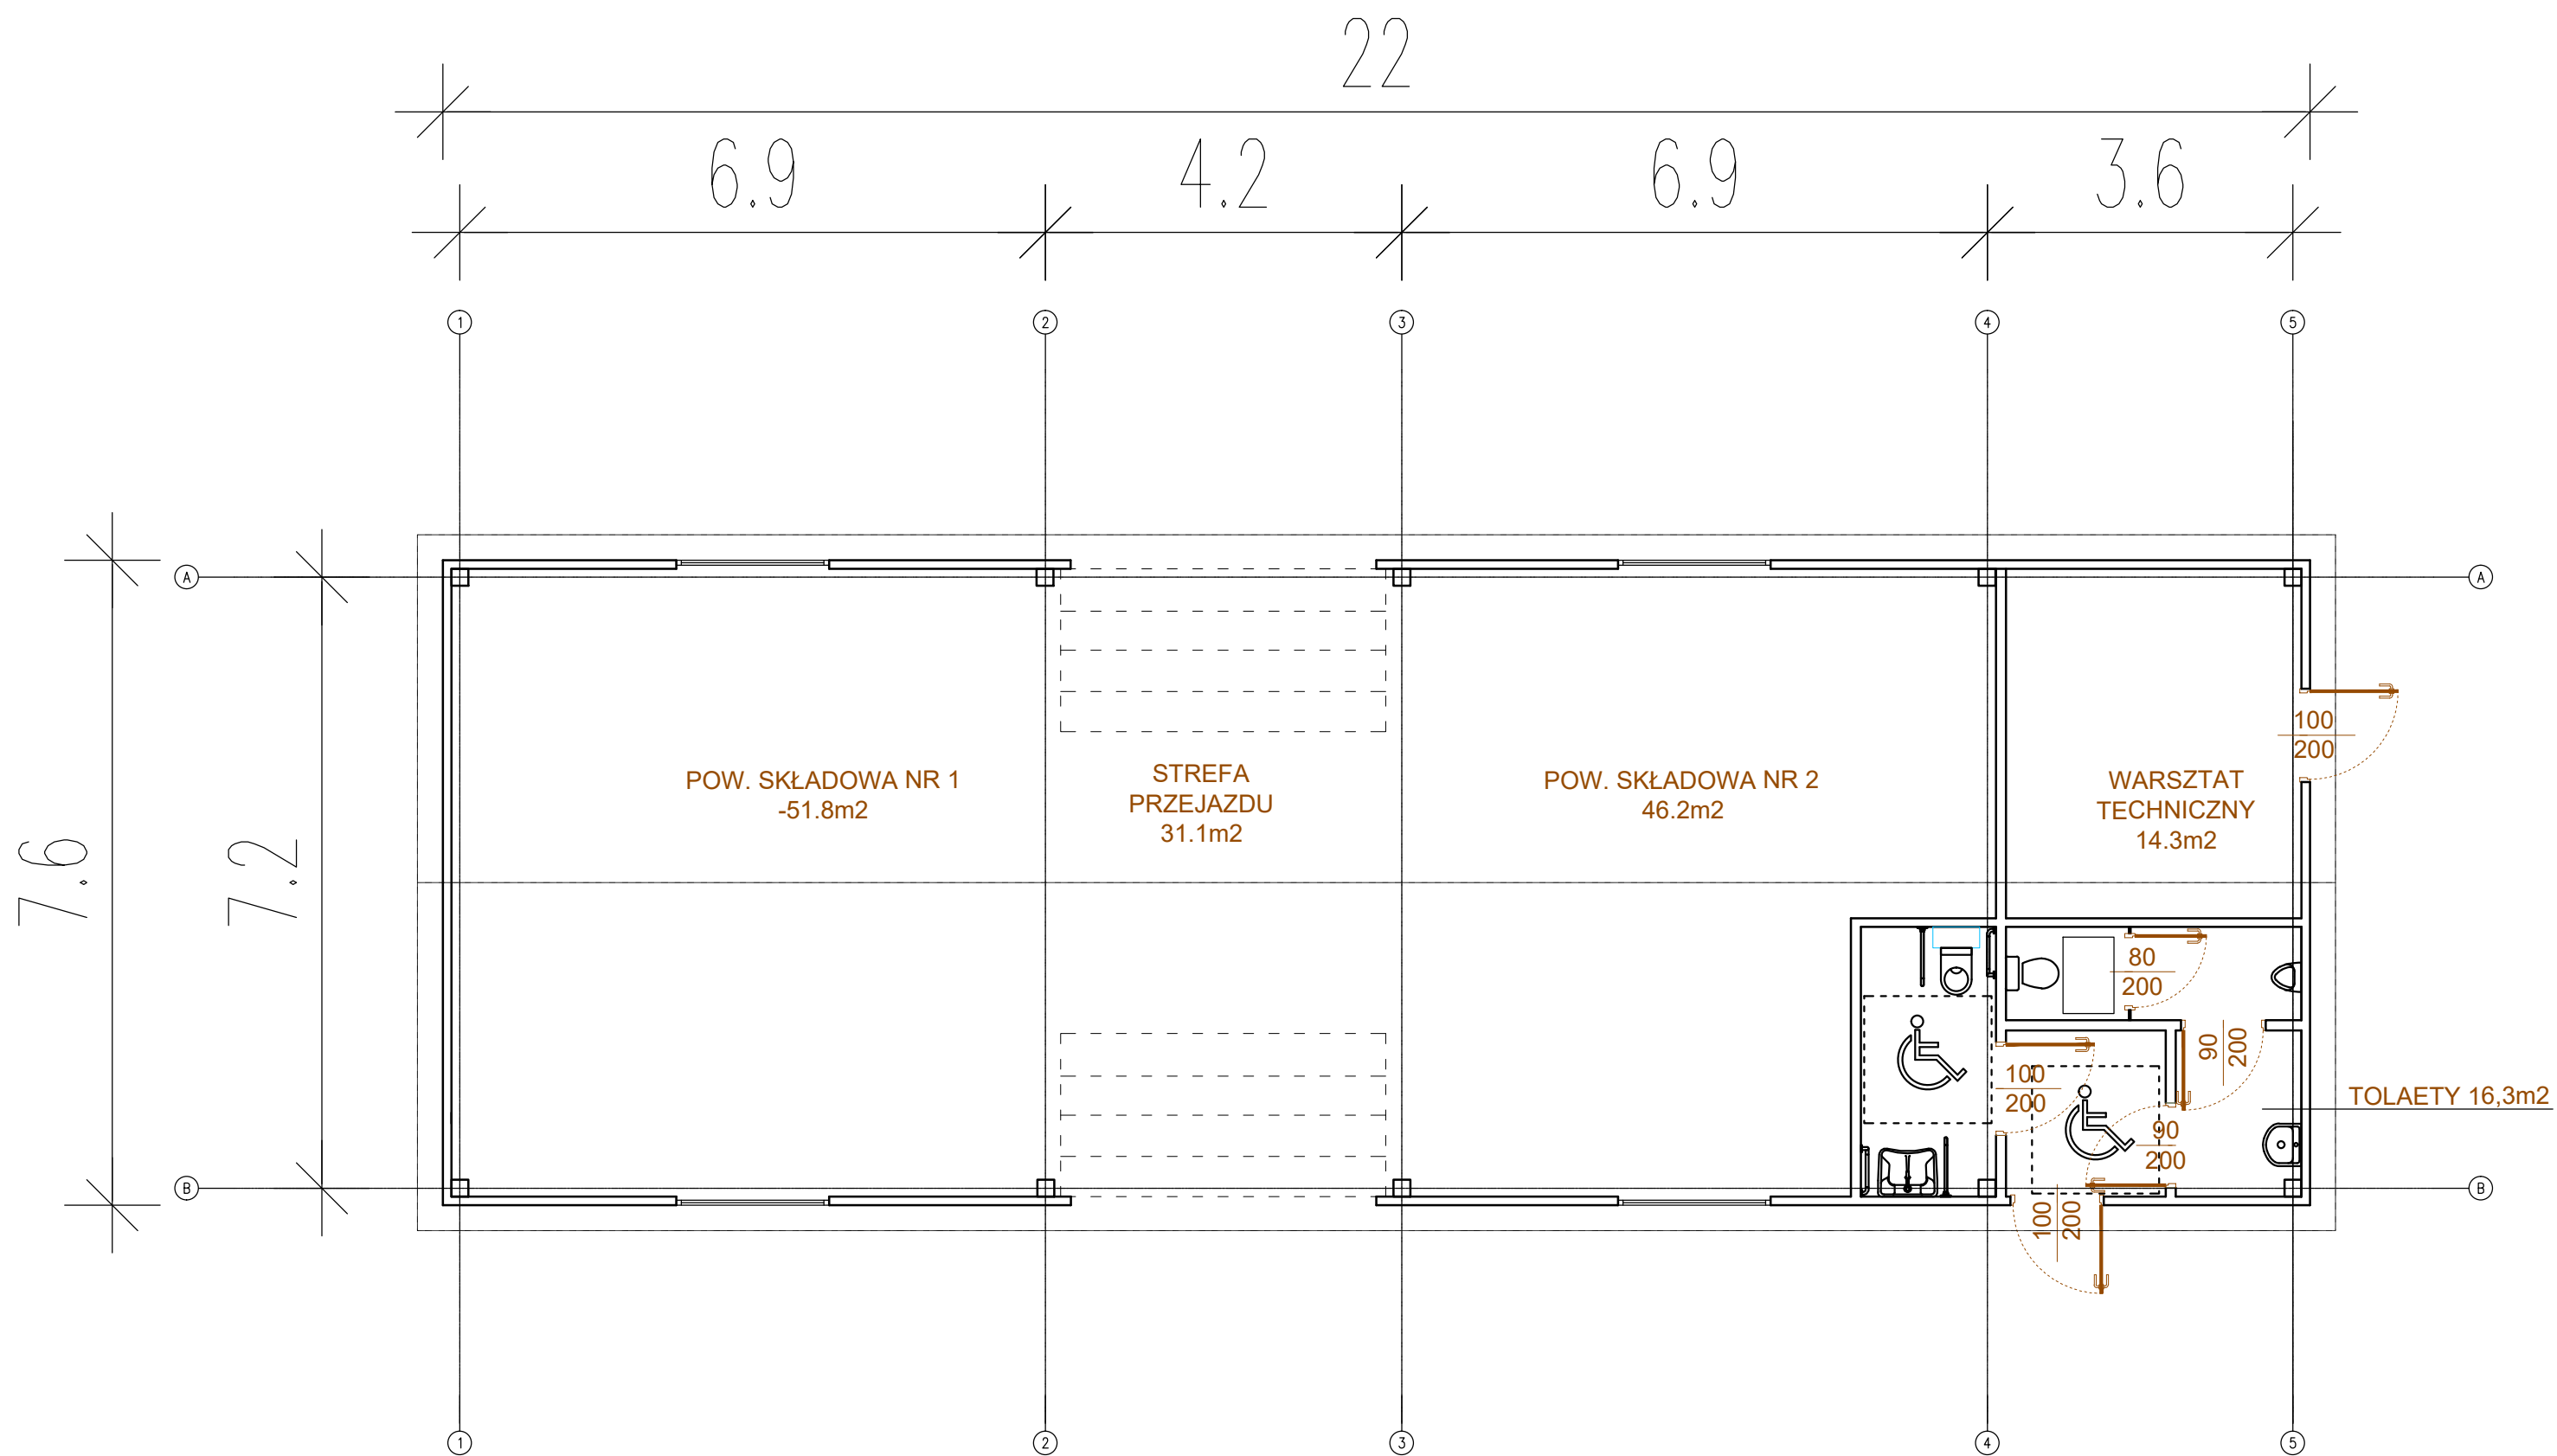 22
6.9
4.2
6.9
3.6
1
2
3
4
5
A
A
7.6
7.2
100
200
POW. SKŁADOWA NR 1
-51.8m2
STREFA
PRZEJAZDU
31.1m2
POW. SKŁADOWA NR 2
46.2m2
WARSZTAT
TECHNICZNY
14.3m2
80
200
90
200
100
200
TOLAETY 16,3m2
90
200
B
B
100
200
1
2
3
4
5